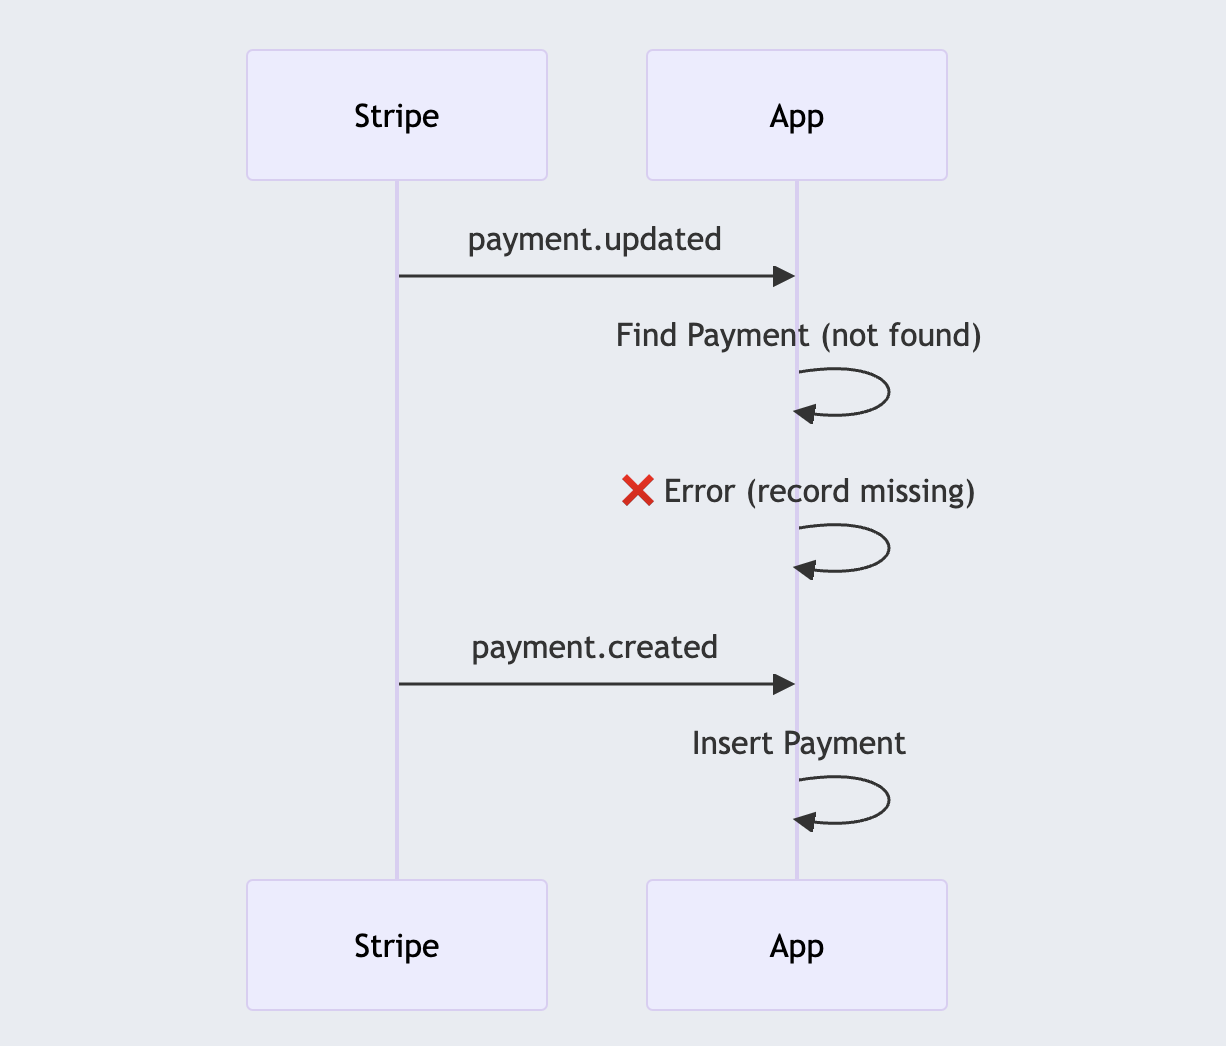 Stripe
App
payment.updated
Find Payment (not found)
❌ Error (record missing)
payment.created
Insert Payment
Stripe
App